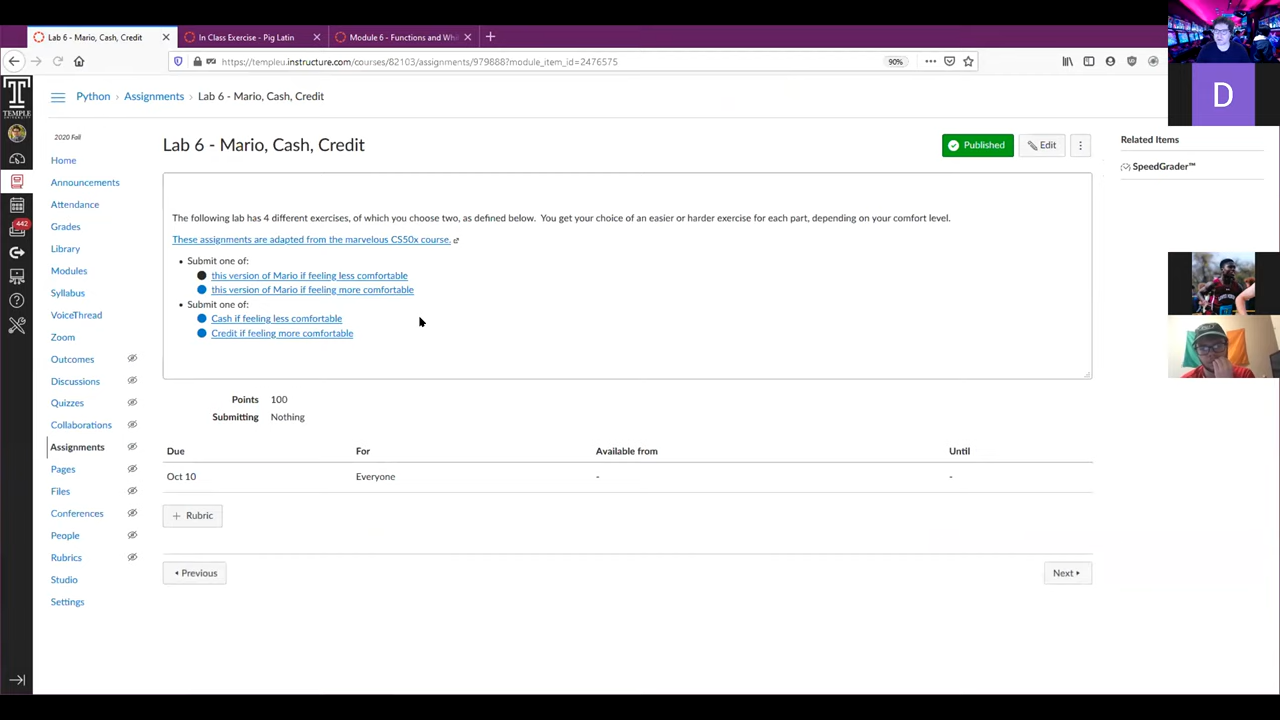 Lab 6 - Mario, Cash, Credit
In Class Exercise - Pig Latin
Module 6 - Functions and Whi
https://templeu.instructure.com/courses/82103/assignments/979888?module_item_id=2476575
90%
D
TEMPLE
Python › Assignments › Lab 6 - Mario, Cash, Credit
2020 Fall
Home
Announcements
Attendance
Grades
Library
Modules
Syllabus
VoiceThread
Zoom
Outcomes
Discussions
Quizzes
Collaborations
Assignments
Pages
Files
Conferences
People
Rubrics
Studio
Settings
442
Lab 6 - Mario, Cash, Credit
Published
Edit
The following lab has 4 different exercises, of which you choose two, as defined below. You get your choice of an easier or harder exercise for each part, depending on your comfort level.
These assignments are adapted from the marvelous CS50x course.
• Submit one of:
this version of Mario if feeling less comfortable
this version of Mario if feeling more comfortable
• Submit one of:
Cash if feeling less comfortable
Credit if feeling more comfortable
Points 100
Submitting Nothing
Due For Available from Until
Oct 10 Everyone - -
+ Rubric
Previous
Next
Related Items
SpeedGrader™